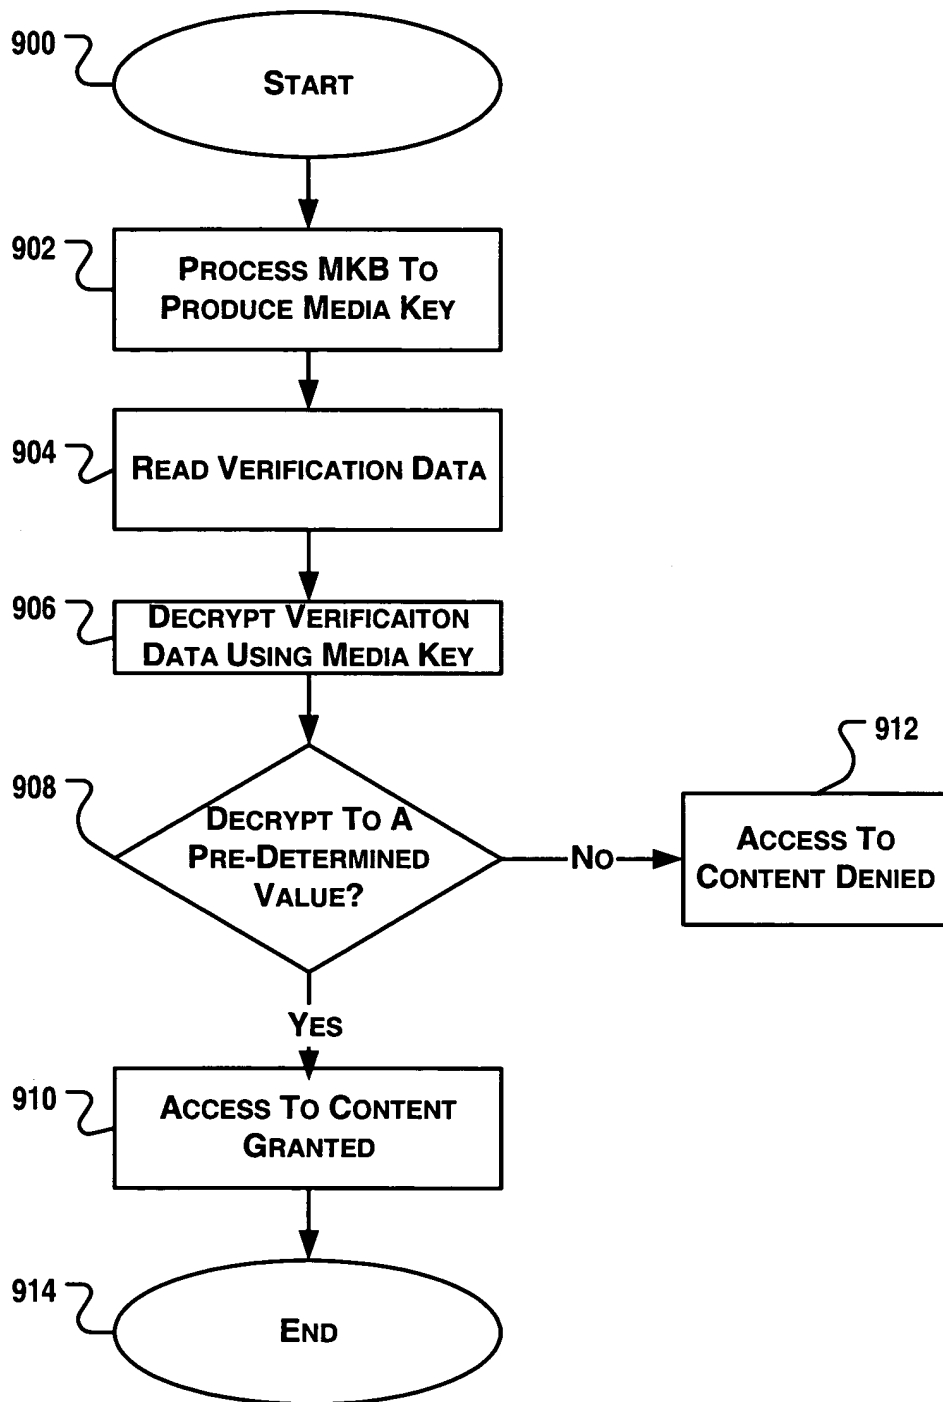 900
START
902
PROCESS MKB TO
PRODUCE MEDIA KEY
904
READ VERIFICATION DATA
906
DECRYPT VERIFICAITON
DATA USING MEDIA KEY
908
DECRYPT TO A
PRE-DETERMINED
VALUE?
NO
912
ACCESS TO
CONTENT DENIED
YES
910
ACCESS TO CONTENT
GRANTED
914
END